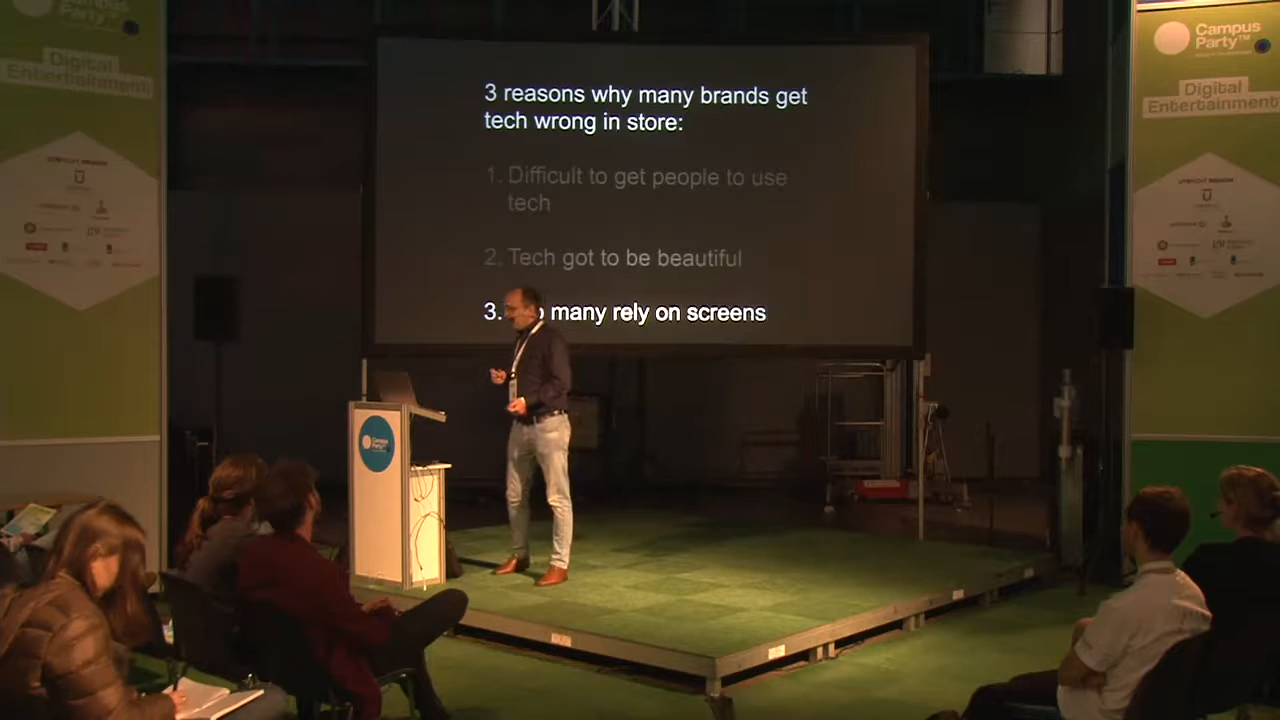 Campus
Party
Digital
Entertainment
3 reasons why many brands get
tech wrong in store:
1. Difficult to get people to use
tech
2. Tech got to be beautiful
3. many rely on screens
Campus
Party
Campus
Party™
Digital
Entertainment